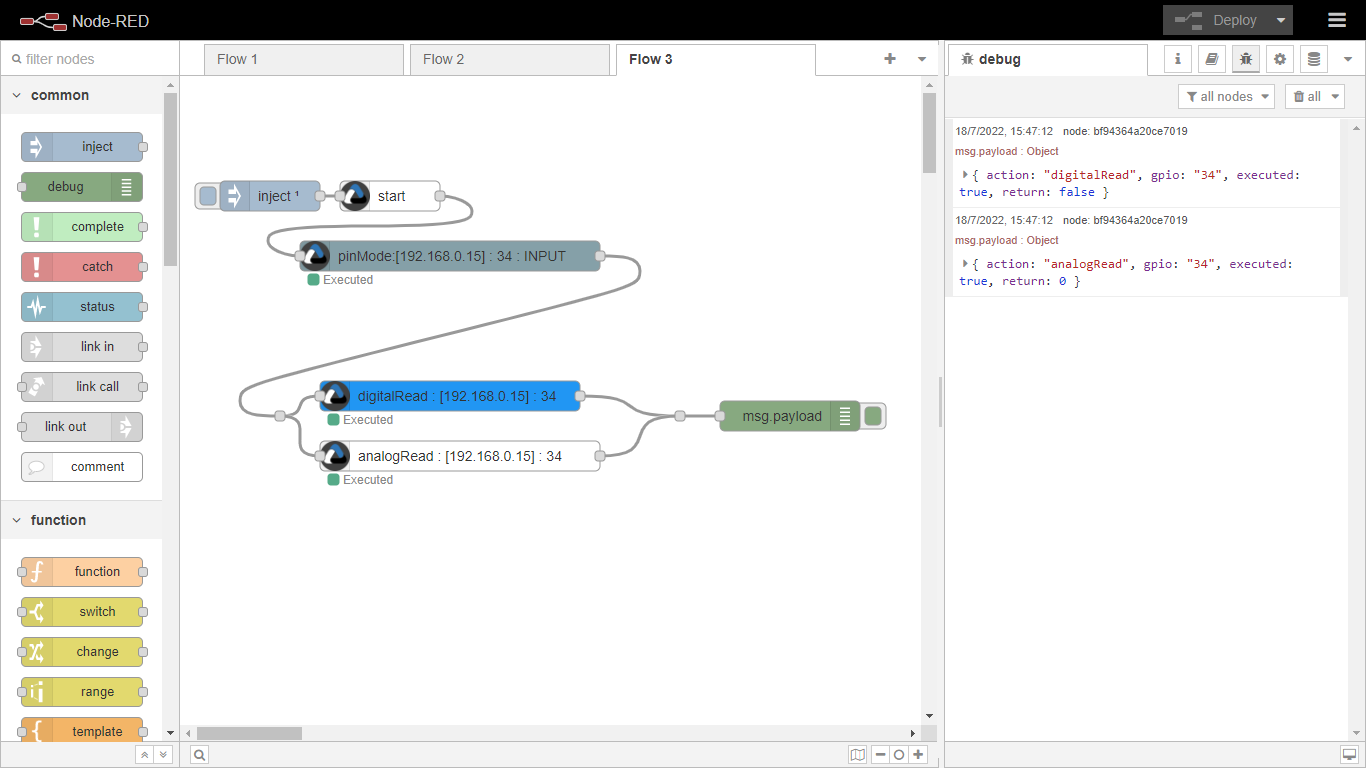 Node-RED
Deploy
filter nodes
common
inject
debug
complete
catch
status
link in
link call
link out
comment
function
function
switch
change
range
template
Flow 1
Flow 2
Flow 3
inject ¹
start
pinMode:[192.168.0.15] : 34 : INPUT
Executed
digitalRead : [192.168.0.15] : 34
Executed
analogRead : [192.168.0.15] : 34
Executed
msg.payload
debug
all nodes
all
18/7/2022, 15:47:12 node: bf94364a20ce7019
msg.payload : Object
{ action: "digitalRead", gpio: "34", executed:
true, return: false }
18/7/2022, 15:47:12 node: bf94364a20ce7019
msg.payload : Object
{ action: "analogRead", gpio: "34", executed:
true, return: 0 }